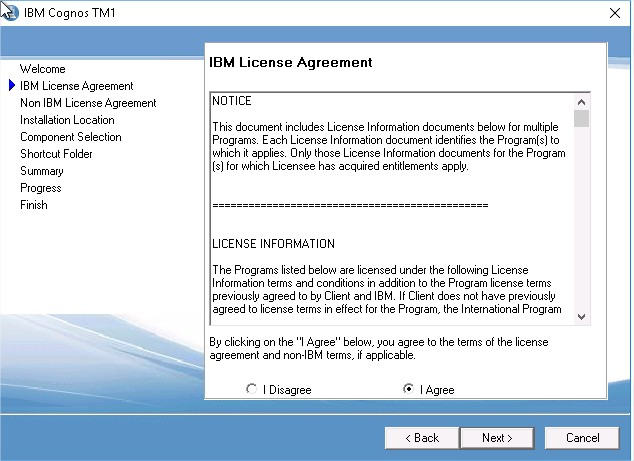 IBM Cognos TM1
Welcome
IBM License Agreement
Non IBM License Agreement
Installation Location
Component Selection
Shortcut Folder
Summary
Progress
Finish
IBM License Agreement
NOTICE
This document includes License Information documents below for multiple
Programs. Each License Information document identifies the Program(s) to
which it applies. Only those License Information documents for the Program
(s) for which Licensee has acquired entitlements apply.
==============================================
LICENSE INFORMATION
The Programs listed below are licensed under the following License
Information terms and conditions in addition to the Program license terms
previously agreed to by Client and IBM. If Client does not have previously
agreed to license terms in effect for the Program, the International Program
By clicking on the "I Agree" below, you agree to the terms of the license
agreement and non-IBM terms, if applicable.
I Disagree
I Agree
< Back
Next >
Cancel